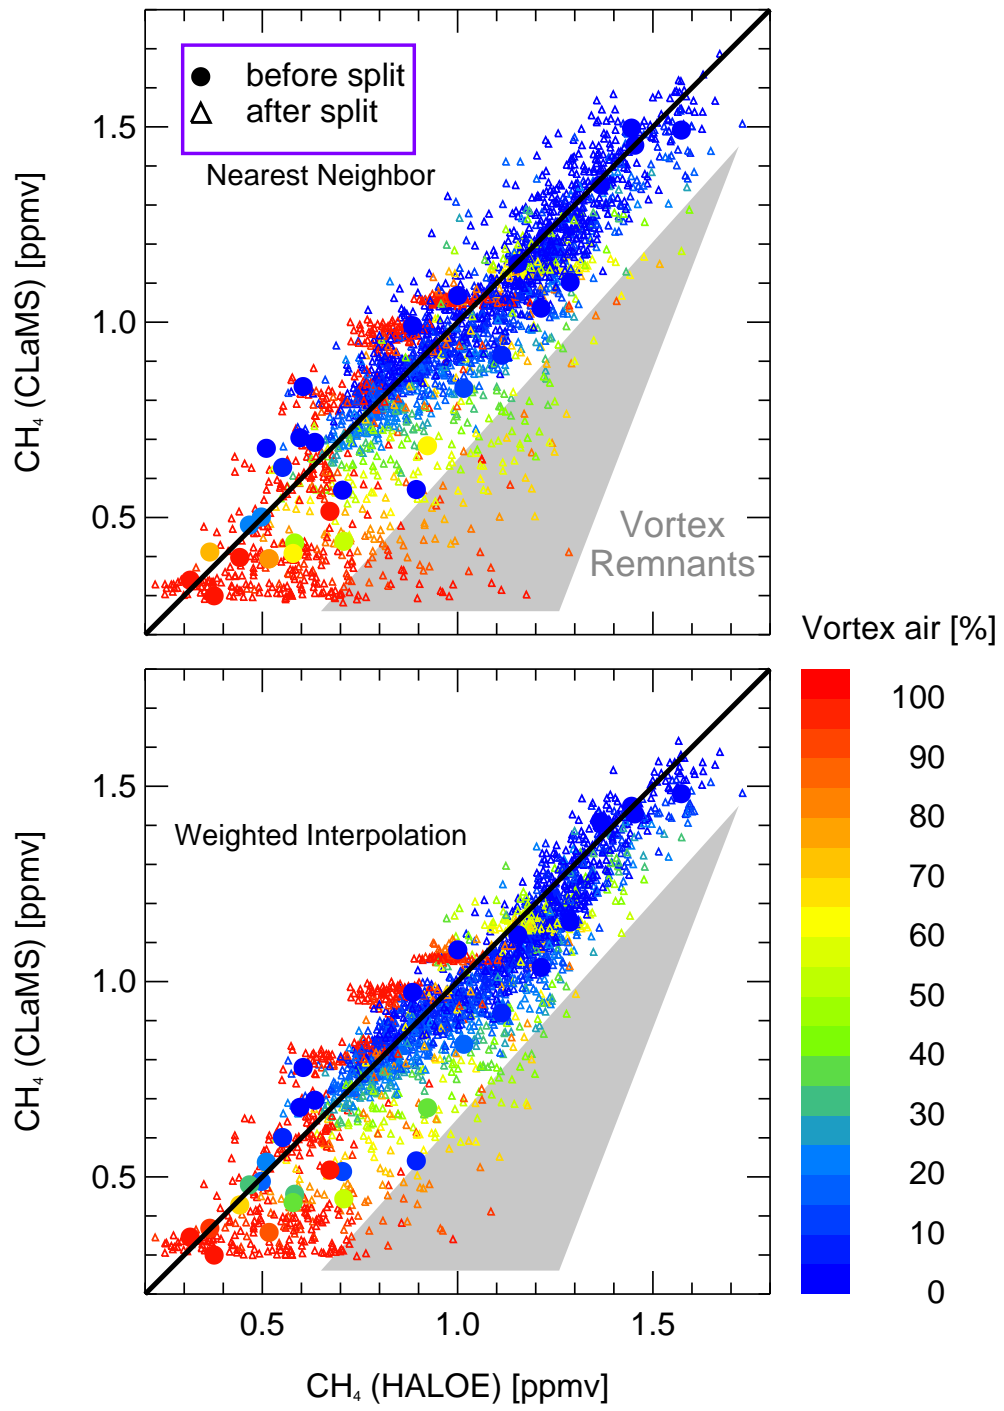 before split
after split
Nearest Neighbor
1.5
1.0
0.5
CH₄ (CLaMS) [ppmv]
Vortex
Remnants
Vortex air [%]
Weighted Interpolation
1.5
1.0
0.5
CH₄ (CLaMS) [ppmv]
0.5 1.0 1.5
CH₄ (HALOE) [ppmv]
100
90
80
70
60
50
40
30
20
10
0